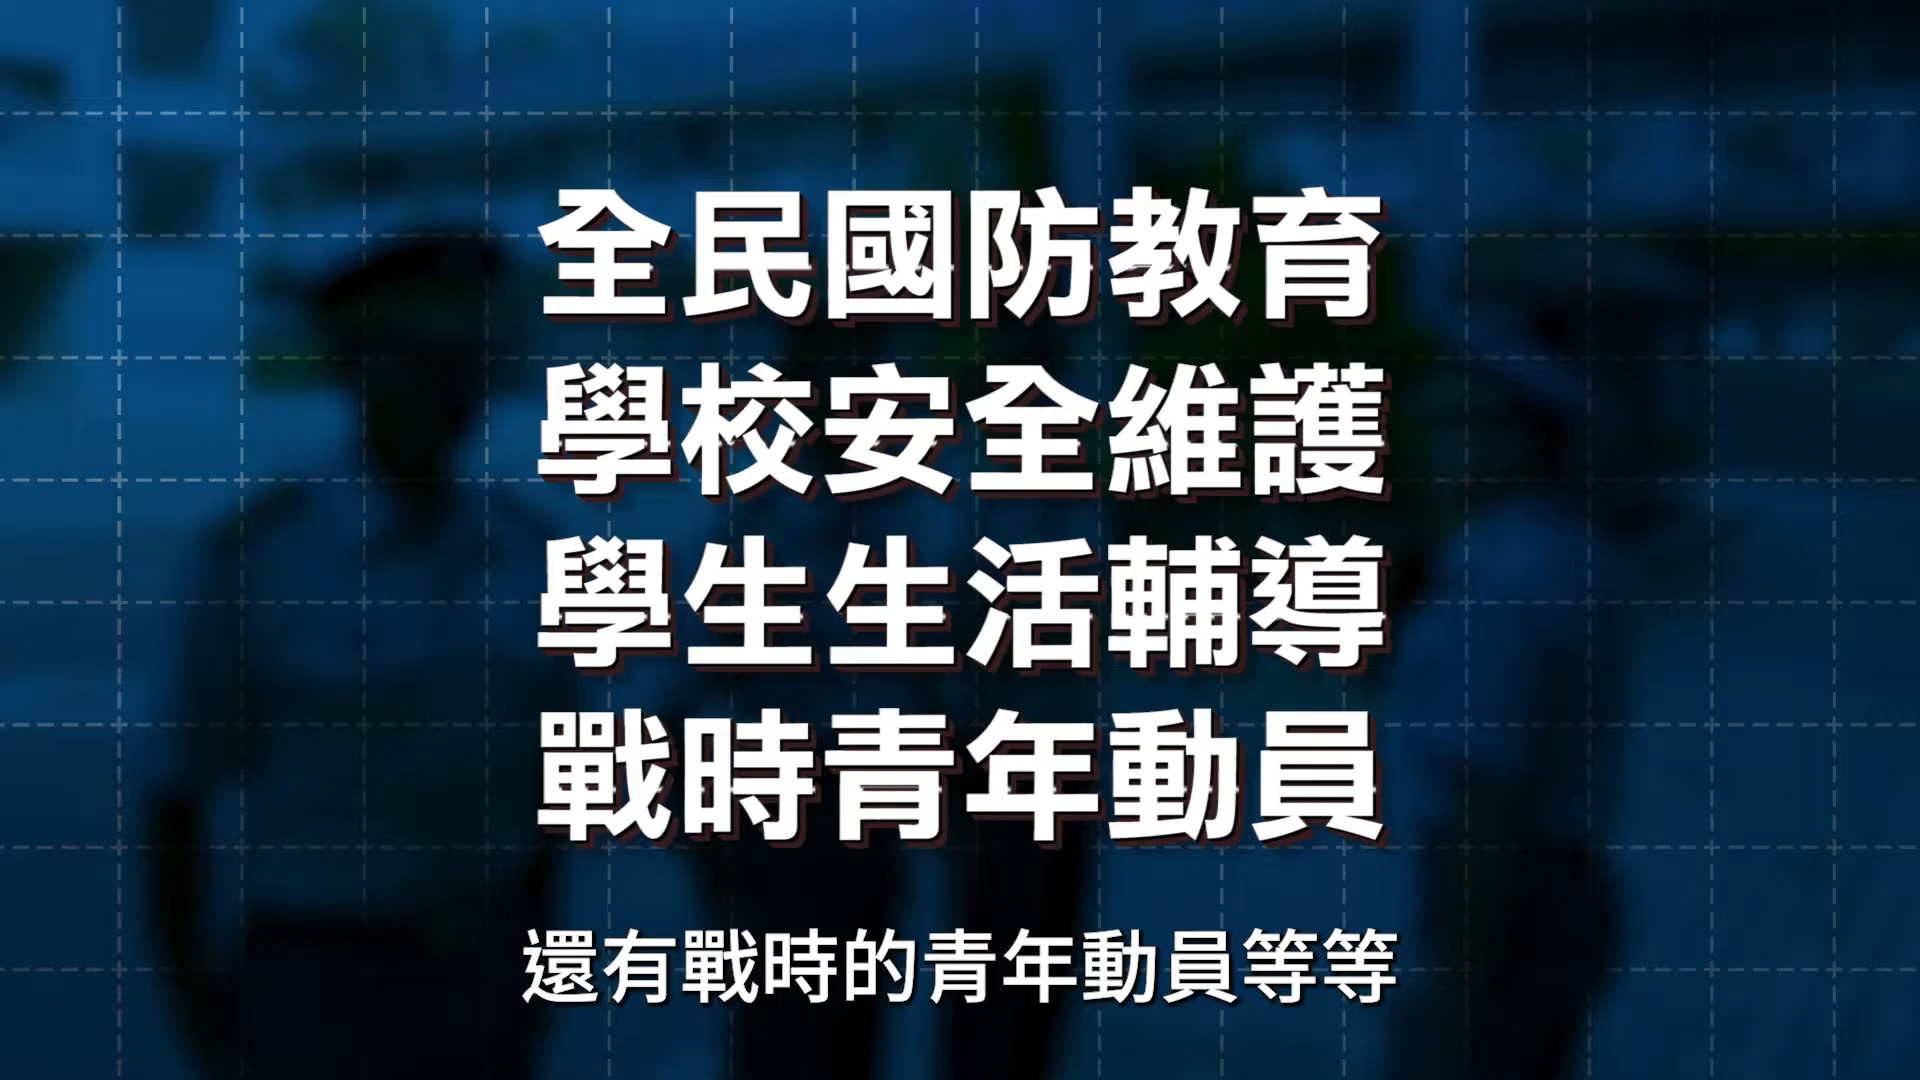 全民國防教育
學校安全維護
學生生活輔導
戰時青年動員
還有戰時的青年動員等等